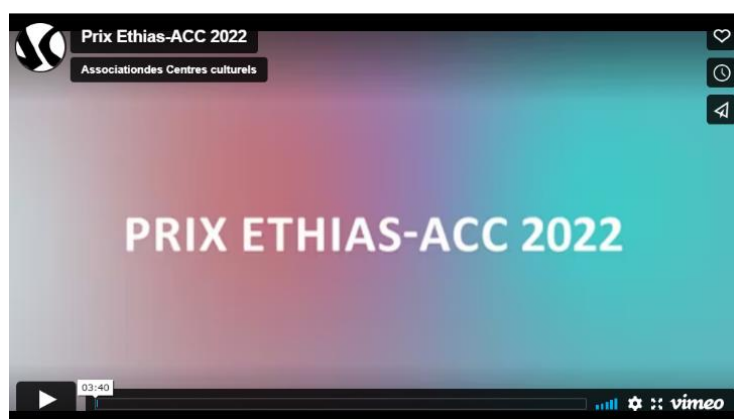 Prix Ethias-ACC 2022
Associationdes Centres culturels
PRIX ETHIAS-ACC 2022
03:40
vimeo